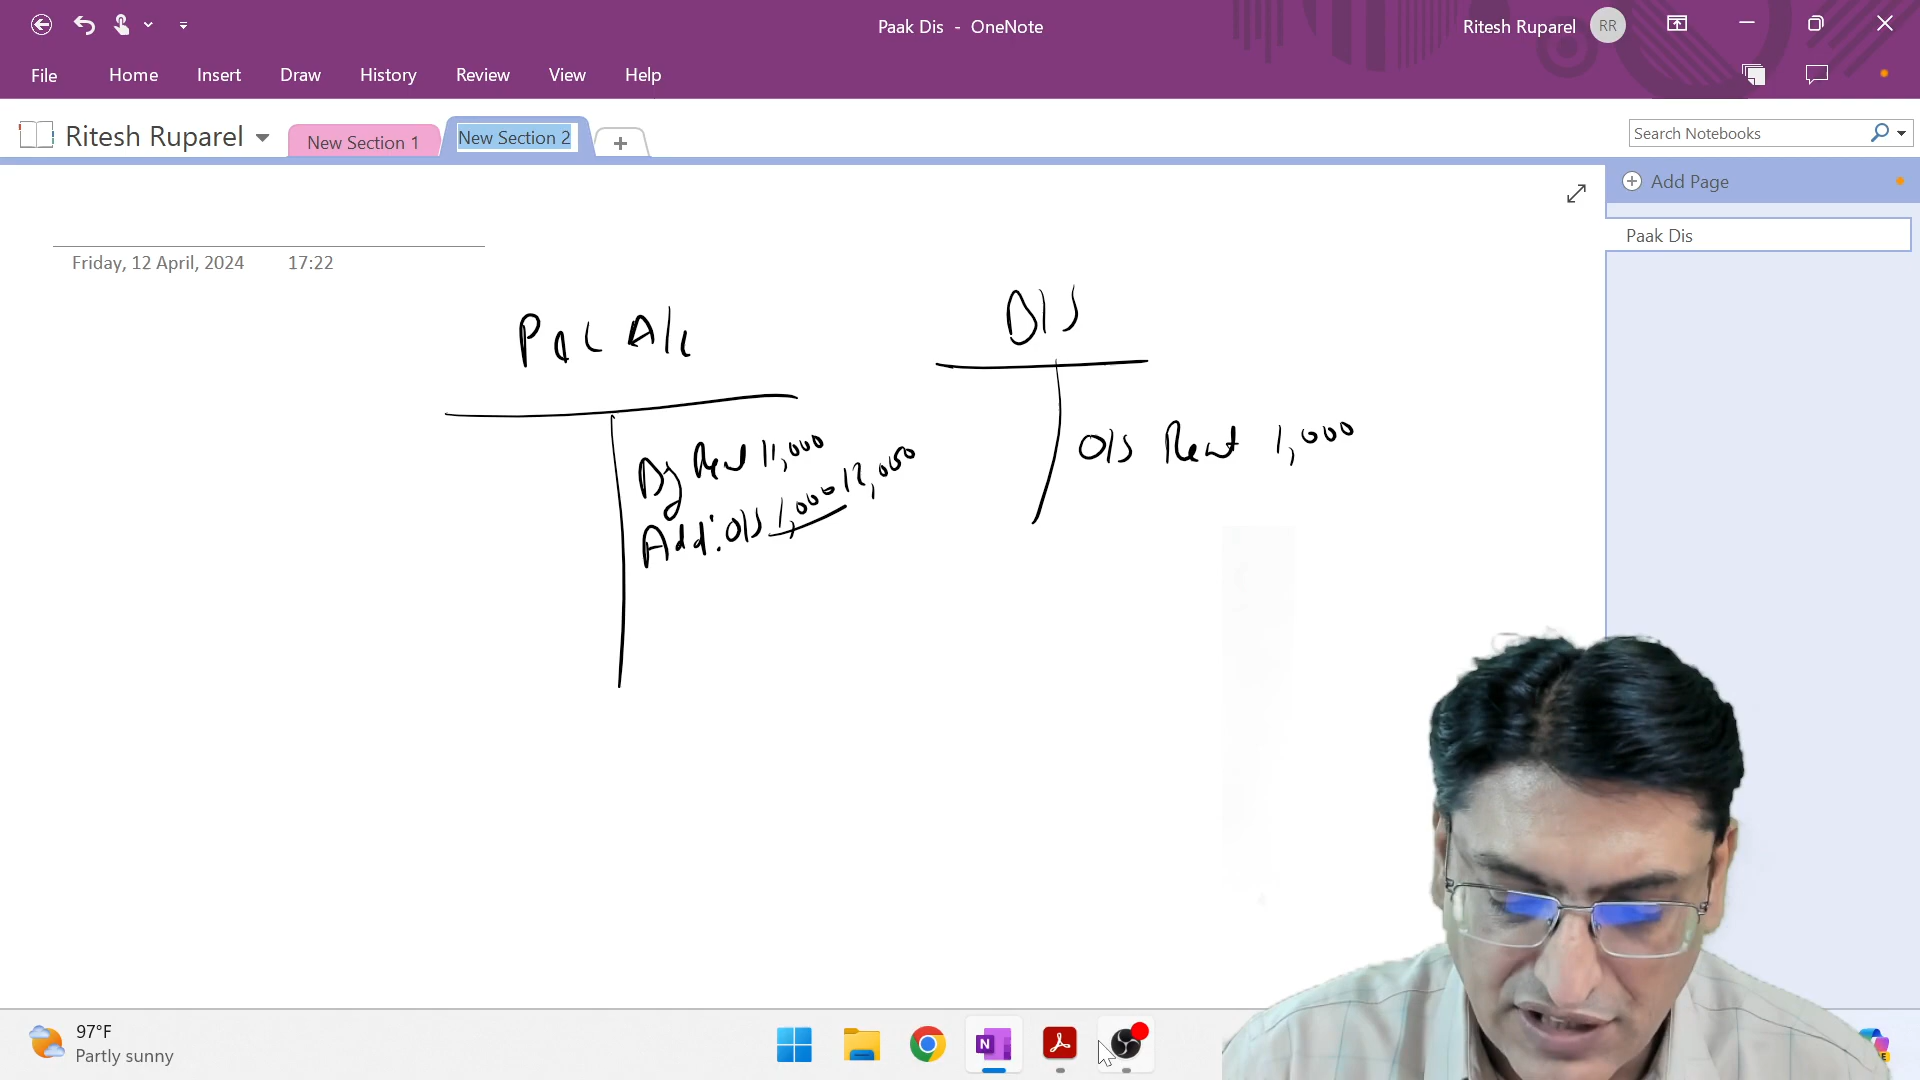 Paak Dis - OneNote
Ritesh Ruparel RR
File Home Insert Draw History Review View Help
Ritesh Ruparel
New Section 1
New Section 2
+
Search Notebooks
Add Page
Paak Dis
Friday, 12 April, 2024 17:22
P&L A/c
B/S
By Rent 11,000
Add: O/S 1,000 12,000
O/S Rent 1,000
97°F
Partly sunny